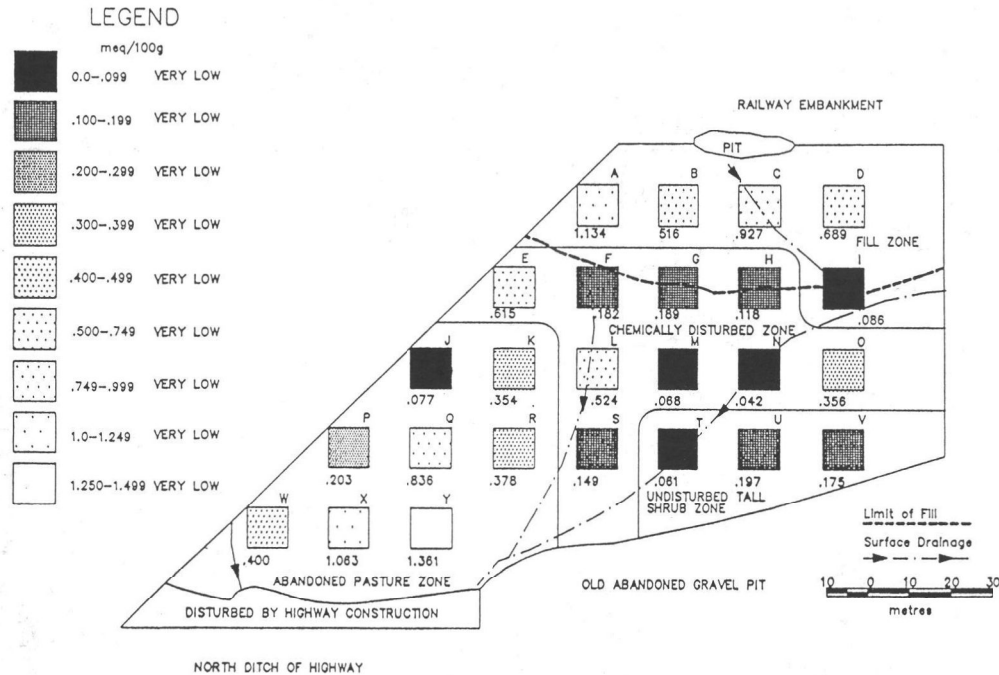 LEGEND
meq/100g
0.0-.099 VERY LOW
.100-.199 VERY LOW
.200-.299 VERY LOW
.300-.399 VERY LOW
.400-.499 VERY LOW
.500-.749 VERY LOW
.749-.999 VERY LOW
1.0-1.249 VERY LOW
1.250-1.499 VERY LOW
RAILWAY EMBANKMENT
PIT
A B C D
1.134 516 .927 .689
FILL ZONE
E F G H I
.615 .182 .189 .118 .086
CHEMICALLY DISTURBED ZONE
J K L M N O
.077 .354 .524 .068 .042 .356
P Q R S T U V
.203 .836 .378 .149 .061 .197 .175
UNDISTURBED TALL
SHRUB ZONE
W X Y
.400 1.063 1.361
ABANDONED PASTURE ZONE
DISTURBED BY HIGHWAY CONSTRUCTION
OLD ABANDONED GRAVEL PIT
NORTH DITCH OF HIGHWAY
Limit of Fill
Surface Drainage
10 0 10 20 30
metres